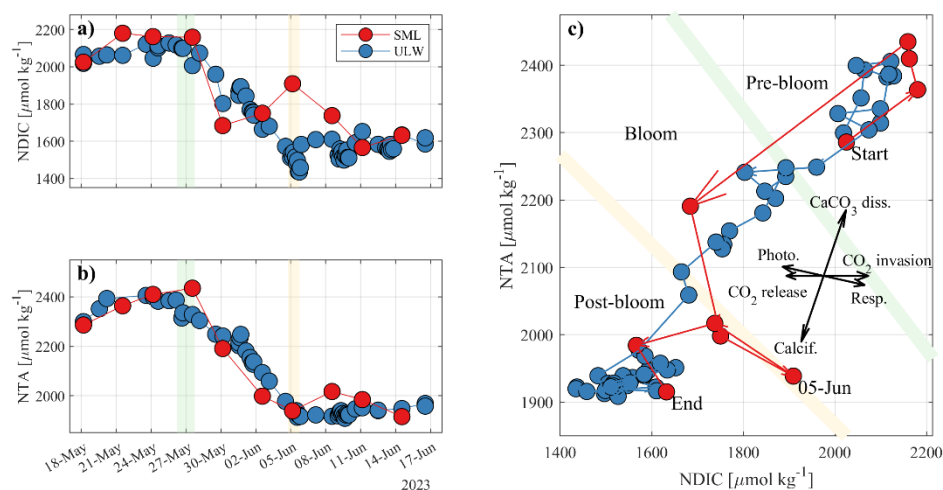 a)
SML
ULW
NDIC [μmol kg⁻¹]
2200
2000
1800
1600
1400
b)
NTA [μmol kg⁻¹]
2400
2200
2000
18-May
21-May
24-May
27-May
30-May
02-Jun
05-Jun
08-Jun
11-Jun
14-Jun
17-Jun
2023
c)
NTA [μmol kg⁻¹]
2400
2300
2200
2100
2000
1900
Pre-bloom
Bloom
Start
CaCO₃ diss.
Photo.
CO₂ invasion
Post-bloom
CO₂ release
Resp.
Calcif.
05-Jun
End
1400
1600
1800
2000
2200
NDIC [μmol kg⁻¹]